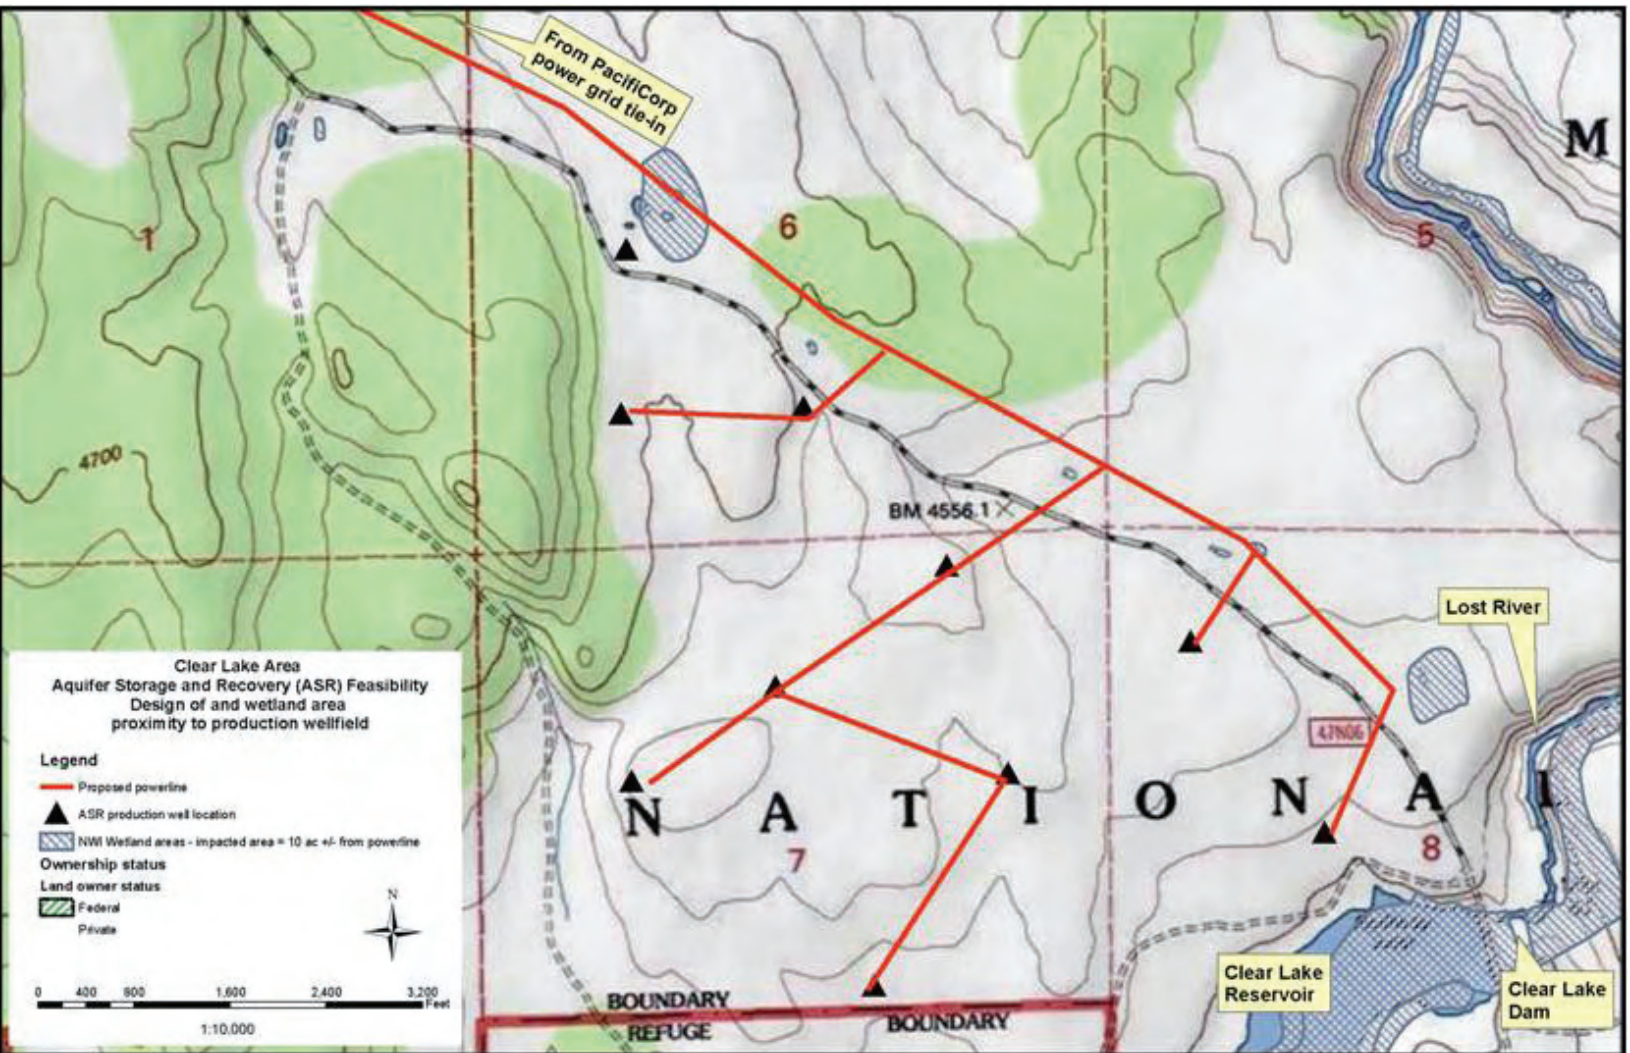 From PacifiCorp
power grid tie-in
M
6
1
5
4700
BM 4556.1
Lost River
47N06
N A T I O N A L
7
8
Clear Lake Area
Aquifer Storage and Recovery (ASR) Feasibility
Design of and wetland area
proximity to production wellfield
Legend
Proposed powerline
ASR production well location
NWI Wetland areas - impacted area = 10 ac +/- from powerline
Ownership status
Land owner status
Federal
Private
N
0 400 800 1,600 2,400 3,200
Feet
1:10.000
Clear Lake
Reservoir
Clear Lake
Dam
BOUNDARY
REFUGE
BOUNDARY